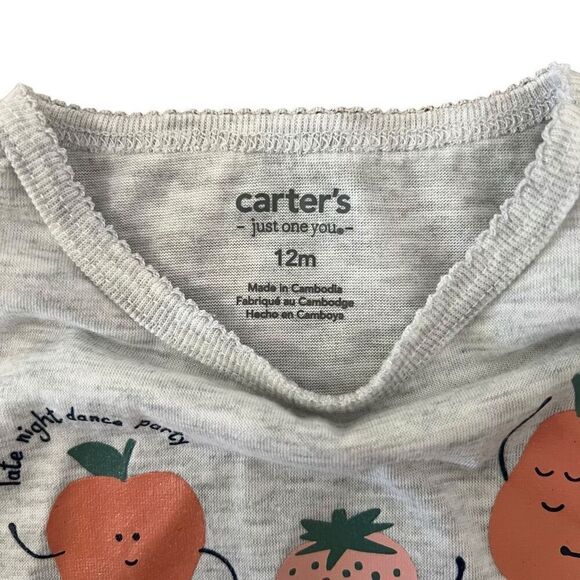 carter's
- just one you®-
12m
Made in Cambodia
Fabriqué au Cambodge
Hecho en Camboya
late night dance party